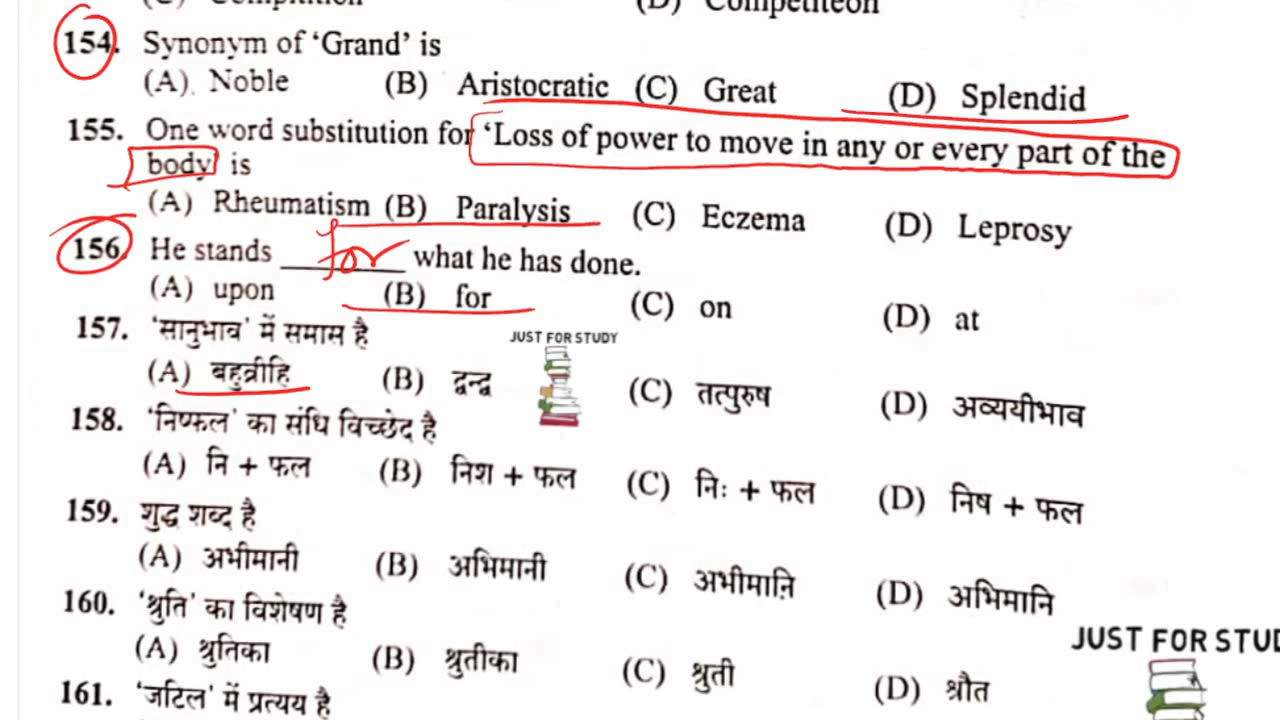 (C) Compitition (D) Competiteon
154. Synonym of ‘Grand’ is
(A) Noble (B) Aristocratic (C) Great (D) Splendid
155. One word substitution for ‘Loss of power to move in any or every part of the
body’ is
(A) Rheumatism (B) Paralysis (C) Eczema (D) Leprosy
156. He stands for what he has done.
(A) upon (B) for (C) on (D) at
157. ‘सानुभाव’ में समास है
JUST FOR STUDY
(A) बहुव्रीहि (B) द्वन्द्व (C) तत्पुरुष (D) अव्ययीभाव
158. ‘निष्फल’ का संधि विच्छेद है
(A) नि + फल (B) निश + फल (C) निः + फल (D) निष + फल
159. शुद्ध शब्द है
(A) अभीमानी (B) अभिमानी (C) अभीमानि (D) अभिमानि
160. ‘श्रुति’ का विशेषण है
(A) श्रुतिका (B) श्रुतीका (C) श्रुती (D) श्रौत
JUST FOR STUD
161. ‘जटिल’ में प्रत्यय है